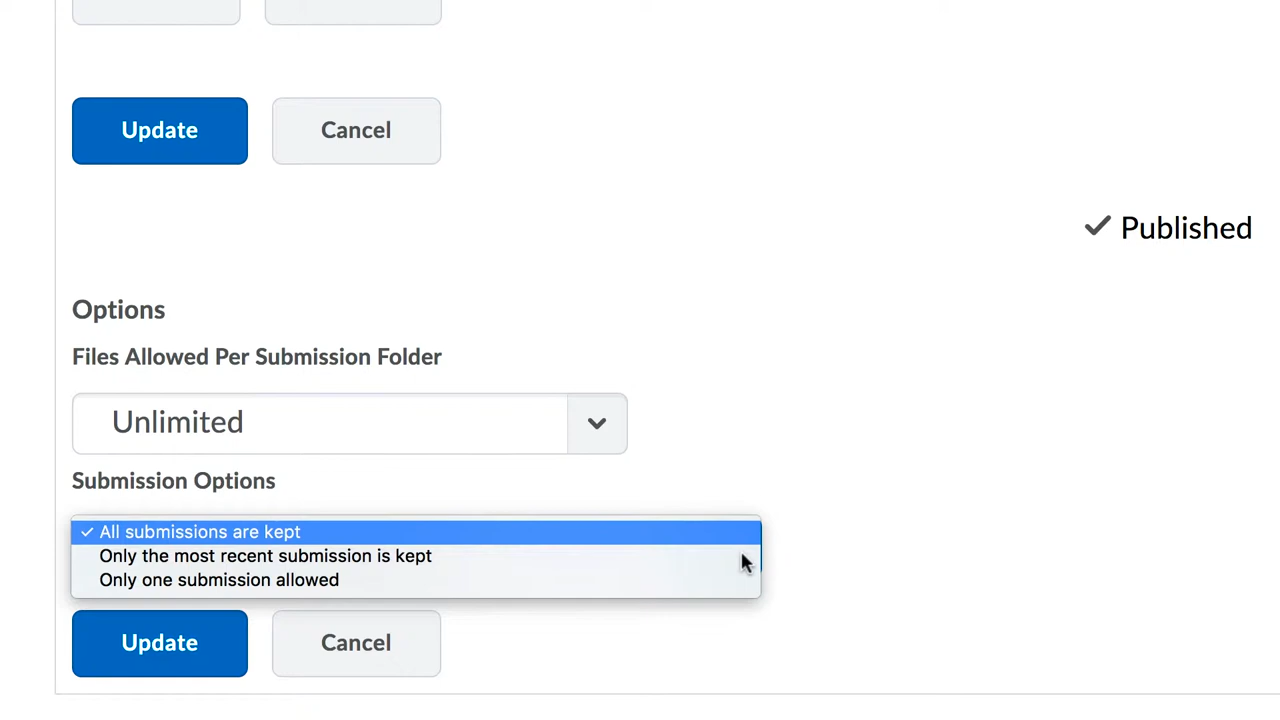 Update
Cancel
Published
Options
Files Allowed Per Submission Folder
Unlimited
Submission Options
All submissions are kept
Only the most recent submission is kept
Only one submission allowed
Update
Cancel